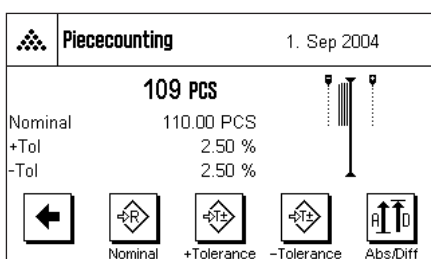 Piececounting 1. Sep 2004
109 PCS
Nominal 110.00 PCS
+Tol 2.50 %
-Tol 2.50 %
R T± T± A D
Nominal +Tolerance -Tolerance Abs/Diff